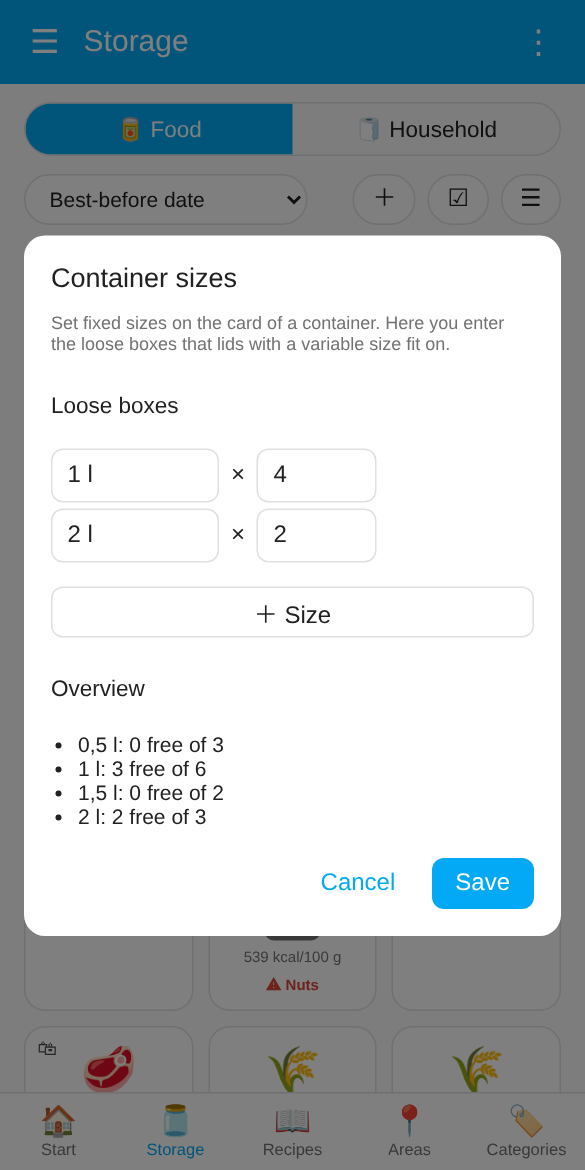 Storage
Food
Household
Best-before date
Container sizes
Set fixed sizes on the card of a container. Here you enter
the loose boxes that lids with a variable size fit on.
Loose boxes
1 l × 4
2 l × 2
+ Size
Overview
• 0,5 l: 0 free of 3
• 1 l: 3 free of 6
• 1,5 l: 0 free of 2
• 2 l: 2 free of 3
Cancel
Save
539 kcal/100 g
Nuts
Start
Storage
Recipes
Areas
Categories